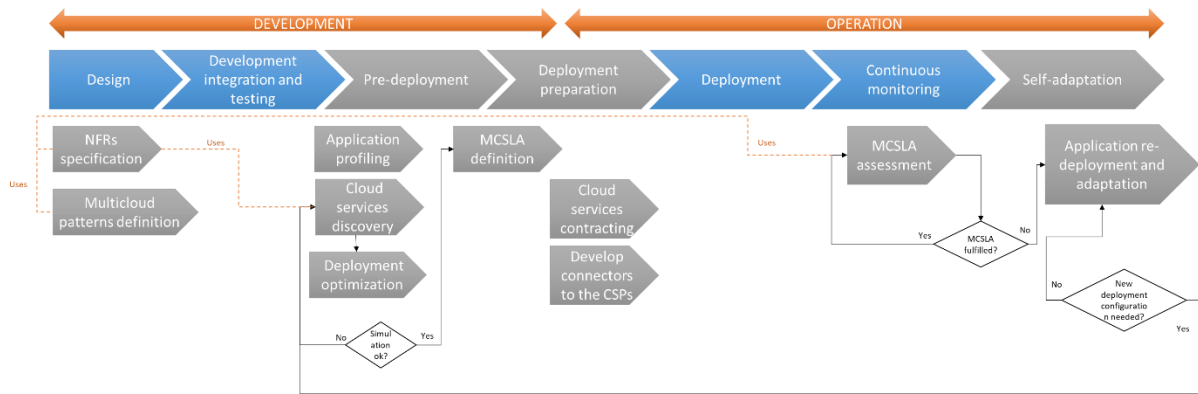 DEVELOPMENT
OPERATION
Design
Development
integration and
testing
Pre-deployment
Deployment
preparation
Deployment
Continuous
monitoring
Self-adaptation
NFRs
specification
Uses
Application
profiling
MCSLA
definition
Uses
MCSLA
assessment
Application re-
deployment and
adaptation
Uses
Multicloud
patterns definition
Cloud
services
discovery
Cloud
services
contracting
Yes
MCSLA
fulfilled?
No
Deployment
optimization
Develop
connectors
to the CSPs
No
New
deployment
configuratio
n needed?
Yes
No
Simul
ation
ok?
Yes